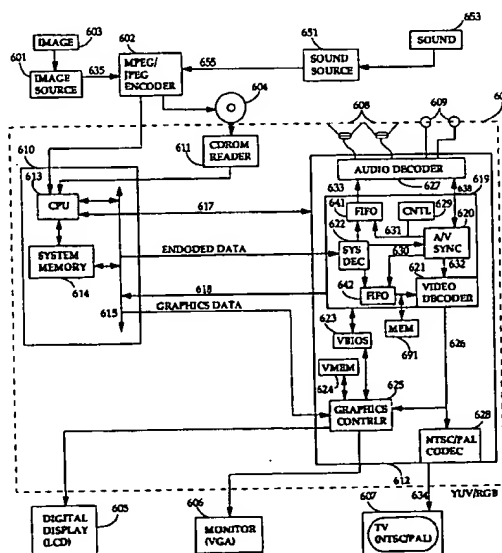 IMAGE
603
601
IMAGE
SOURCE
635
602
MPEG/
JPEG
ENCODER
655
651
SOUND
SOURCE
653
SOUND
604
608
609
610
611
CDROM
READER
613
CPU
SYSTEM
MEMORY
614
615
617
ENDODED DATA
618
GRAPHICS DATA
AUDIO DECODER
627
633
638
619
641
FIFO
CNTL
629
620
622
631
A/V
SYNC
SYS
DEC
630
621
632
642
FIFO
VIDEO
DECODER
623
VBIOS
MEM
691
626
VMEM
624
625
GRAPHICS
CONTRLR
628
NTSC/PAL
CODEC
612
634
YUV/RGB
DIGITAL
DISPLAY
(LCD)
605
606
MONITOR
(VGA)
607
TV
(NTSC/PAL)